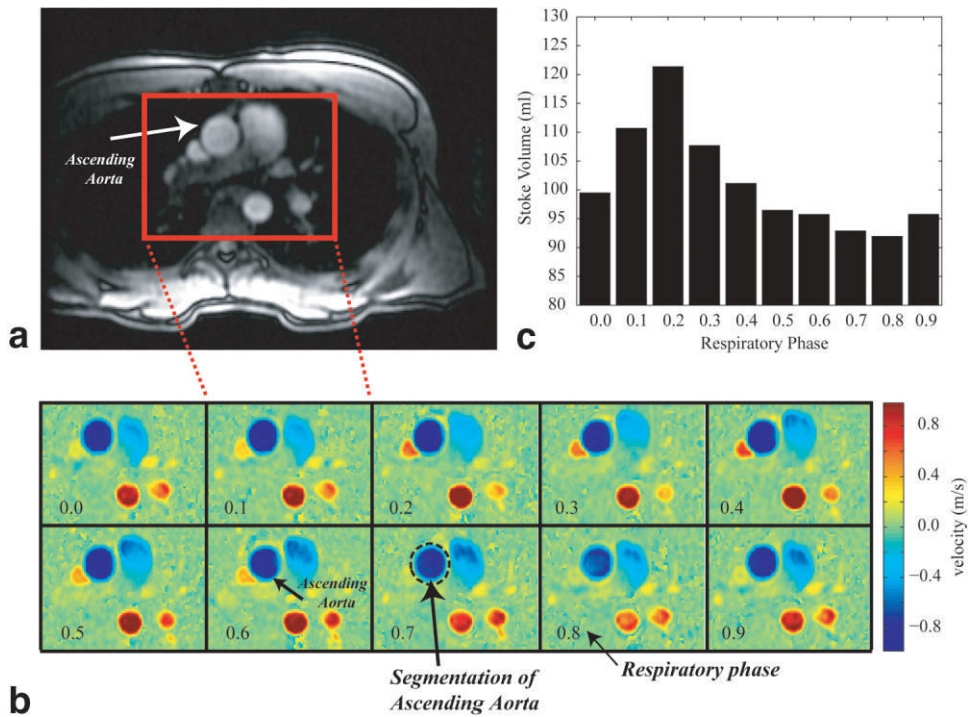 a
Ascending
Aorta
c
Stoke Volume (ml)
130
125
120
115
110
100
95
90
85
80
0.0 0.1 0.2 0.3 0.4 0.5 0.6 0.7 0.8 0.9
Respiratory Phase
b
0.0 0.1 0.2 0.3 0.4
0.5 0.6 0.7 0.8 0.9
Ascending
Aorta
Segmentation of
Ascending Aorta
Respiratory phase
0.8
0.4
0.0
−0.4
−0.8
velocity (m/s)